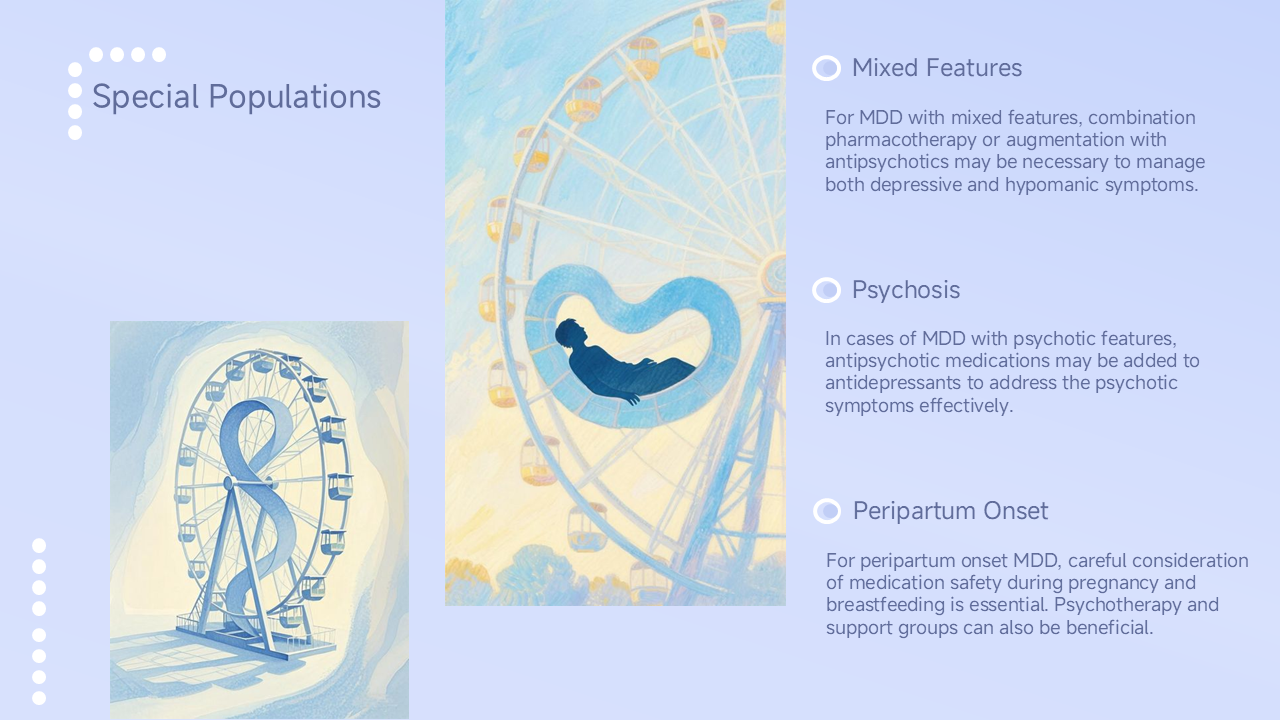 Special Populations
Mixed Features
For MDD with mixed features, combination
pharmacotherapy or augmentation with
antipsychotics may be necessary to manage
both depressive and hypomanic symptoms.
Psychosis
In cases of MDD with psychotic features,
antipsychotic medications may be added to
antidepressants to address the psychotic
symptoms effectively.
Peripartum Onset
For peripartum onset MDD, careful consideration
of medication safety during pregnancy and
breastfeeding is essential. Psychotherapy and
support groups can also be beneficial.